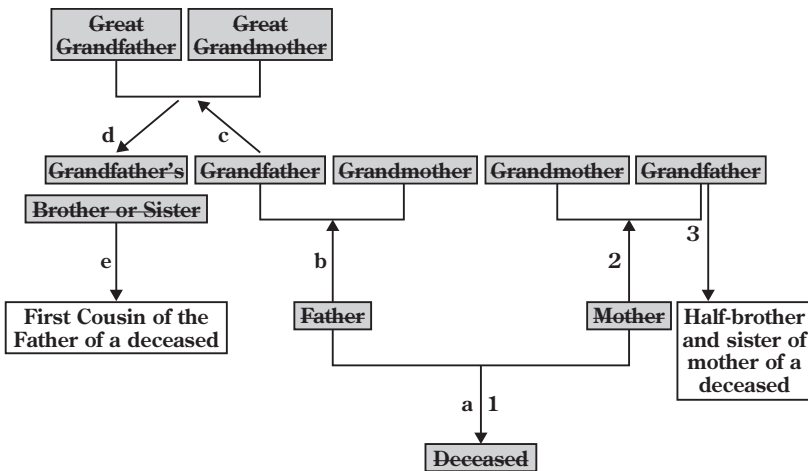 Great
Grandfather
Great
Grandmother
d
c
Grandfather's
Grandfather
Grandmother
Grandmother
Grandfather
Brother or Sister
3
e
b
2
First Cousin of the
Father of a deceased
Father
Mother
Half-brother
and sister of
mother of a
deceased
a
1
Deceased